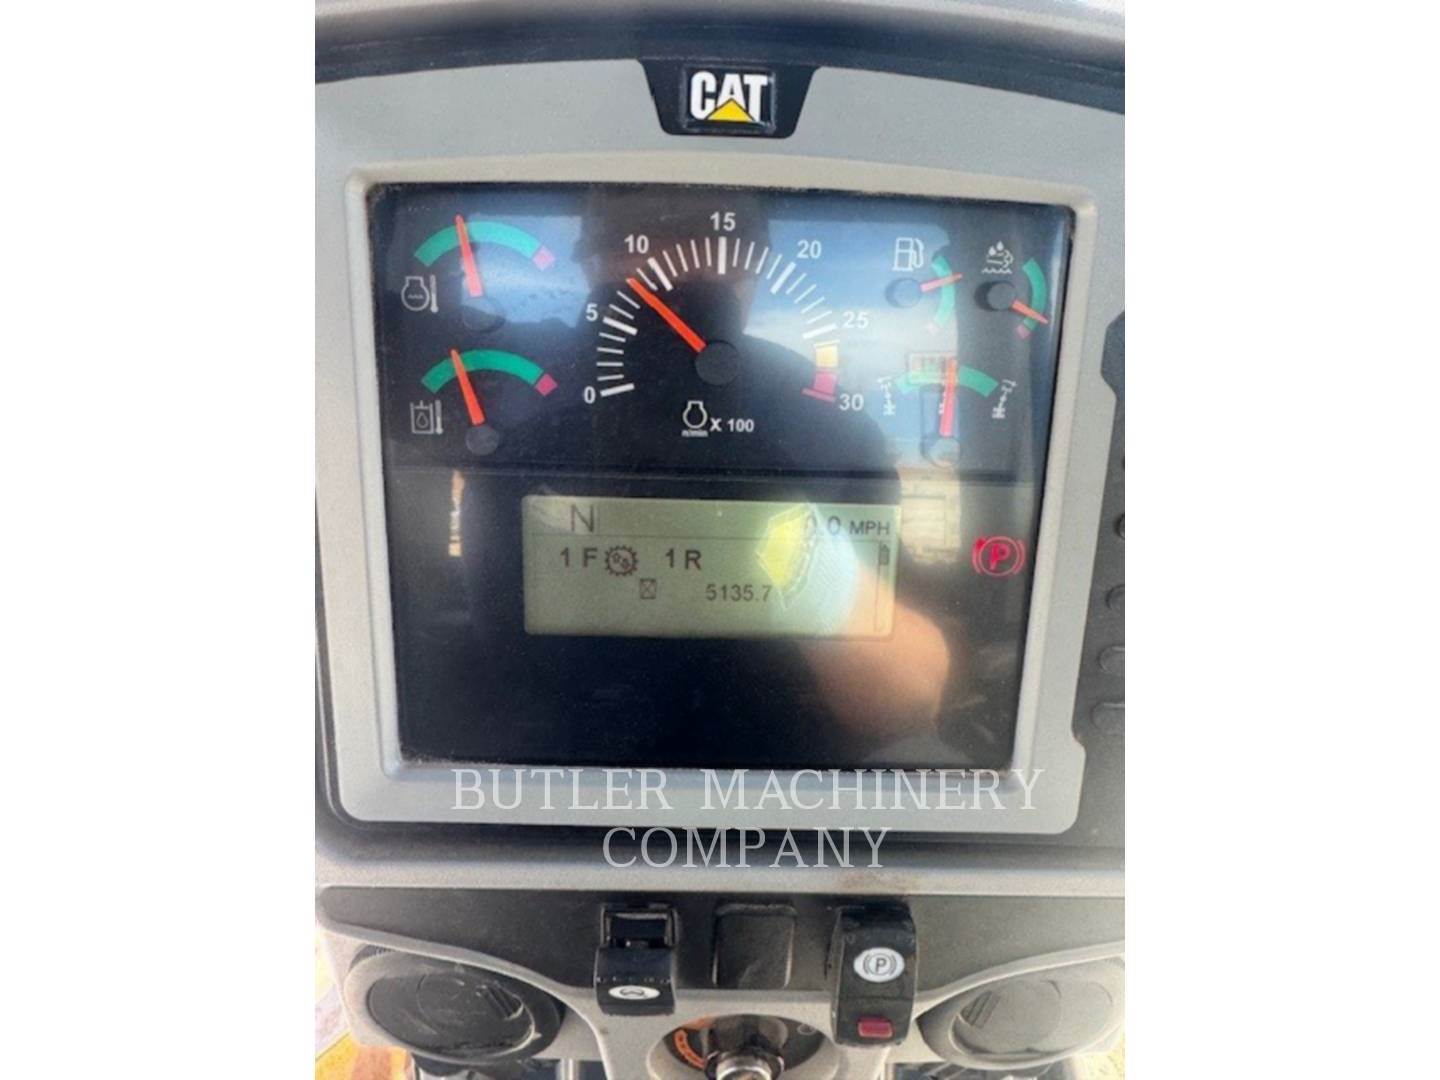 CAT
15
10
20
5
25
0
30
X 100
N
0.0 MPH
1 F 1 R
5135.7
P
BUTLER MACHINERY
COMPANY
P